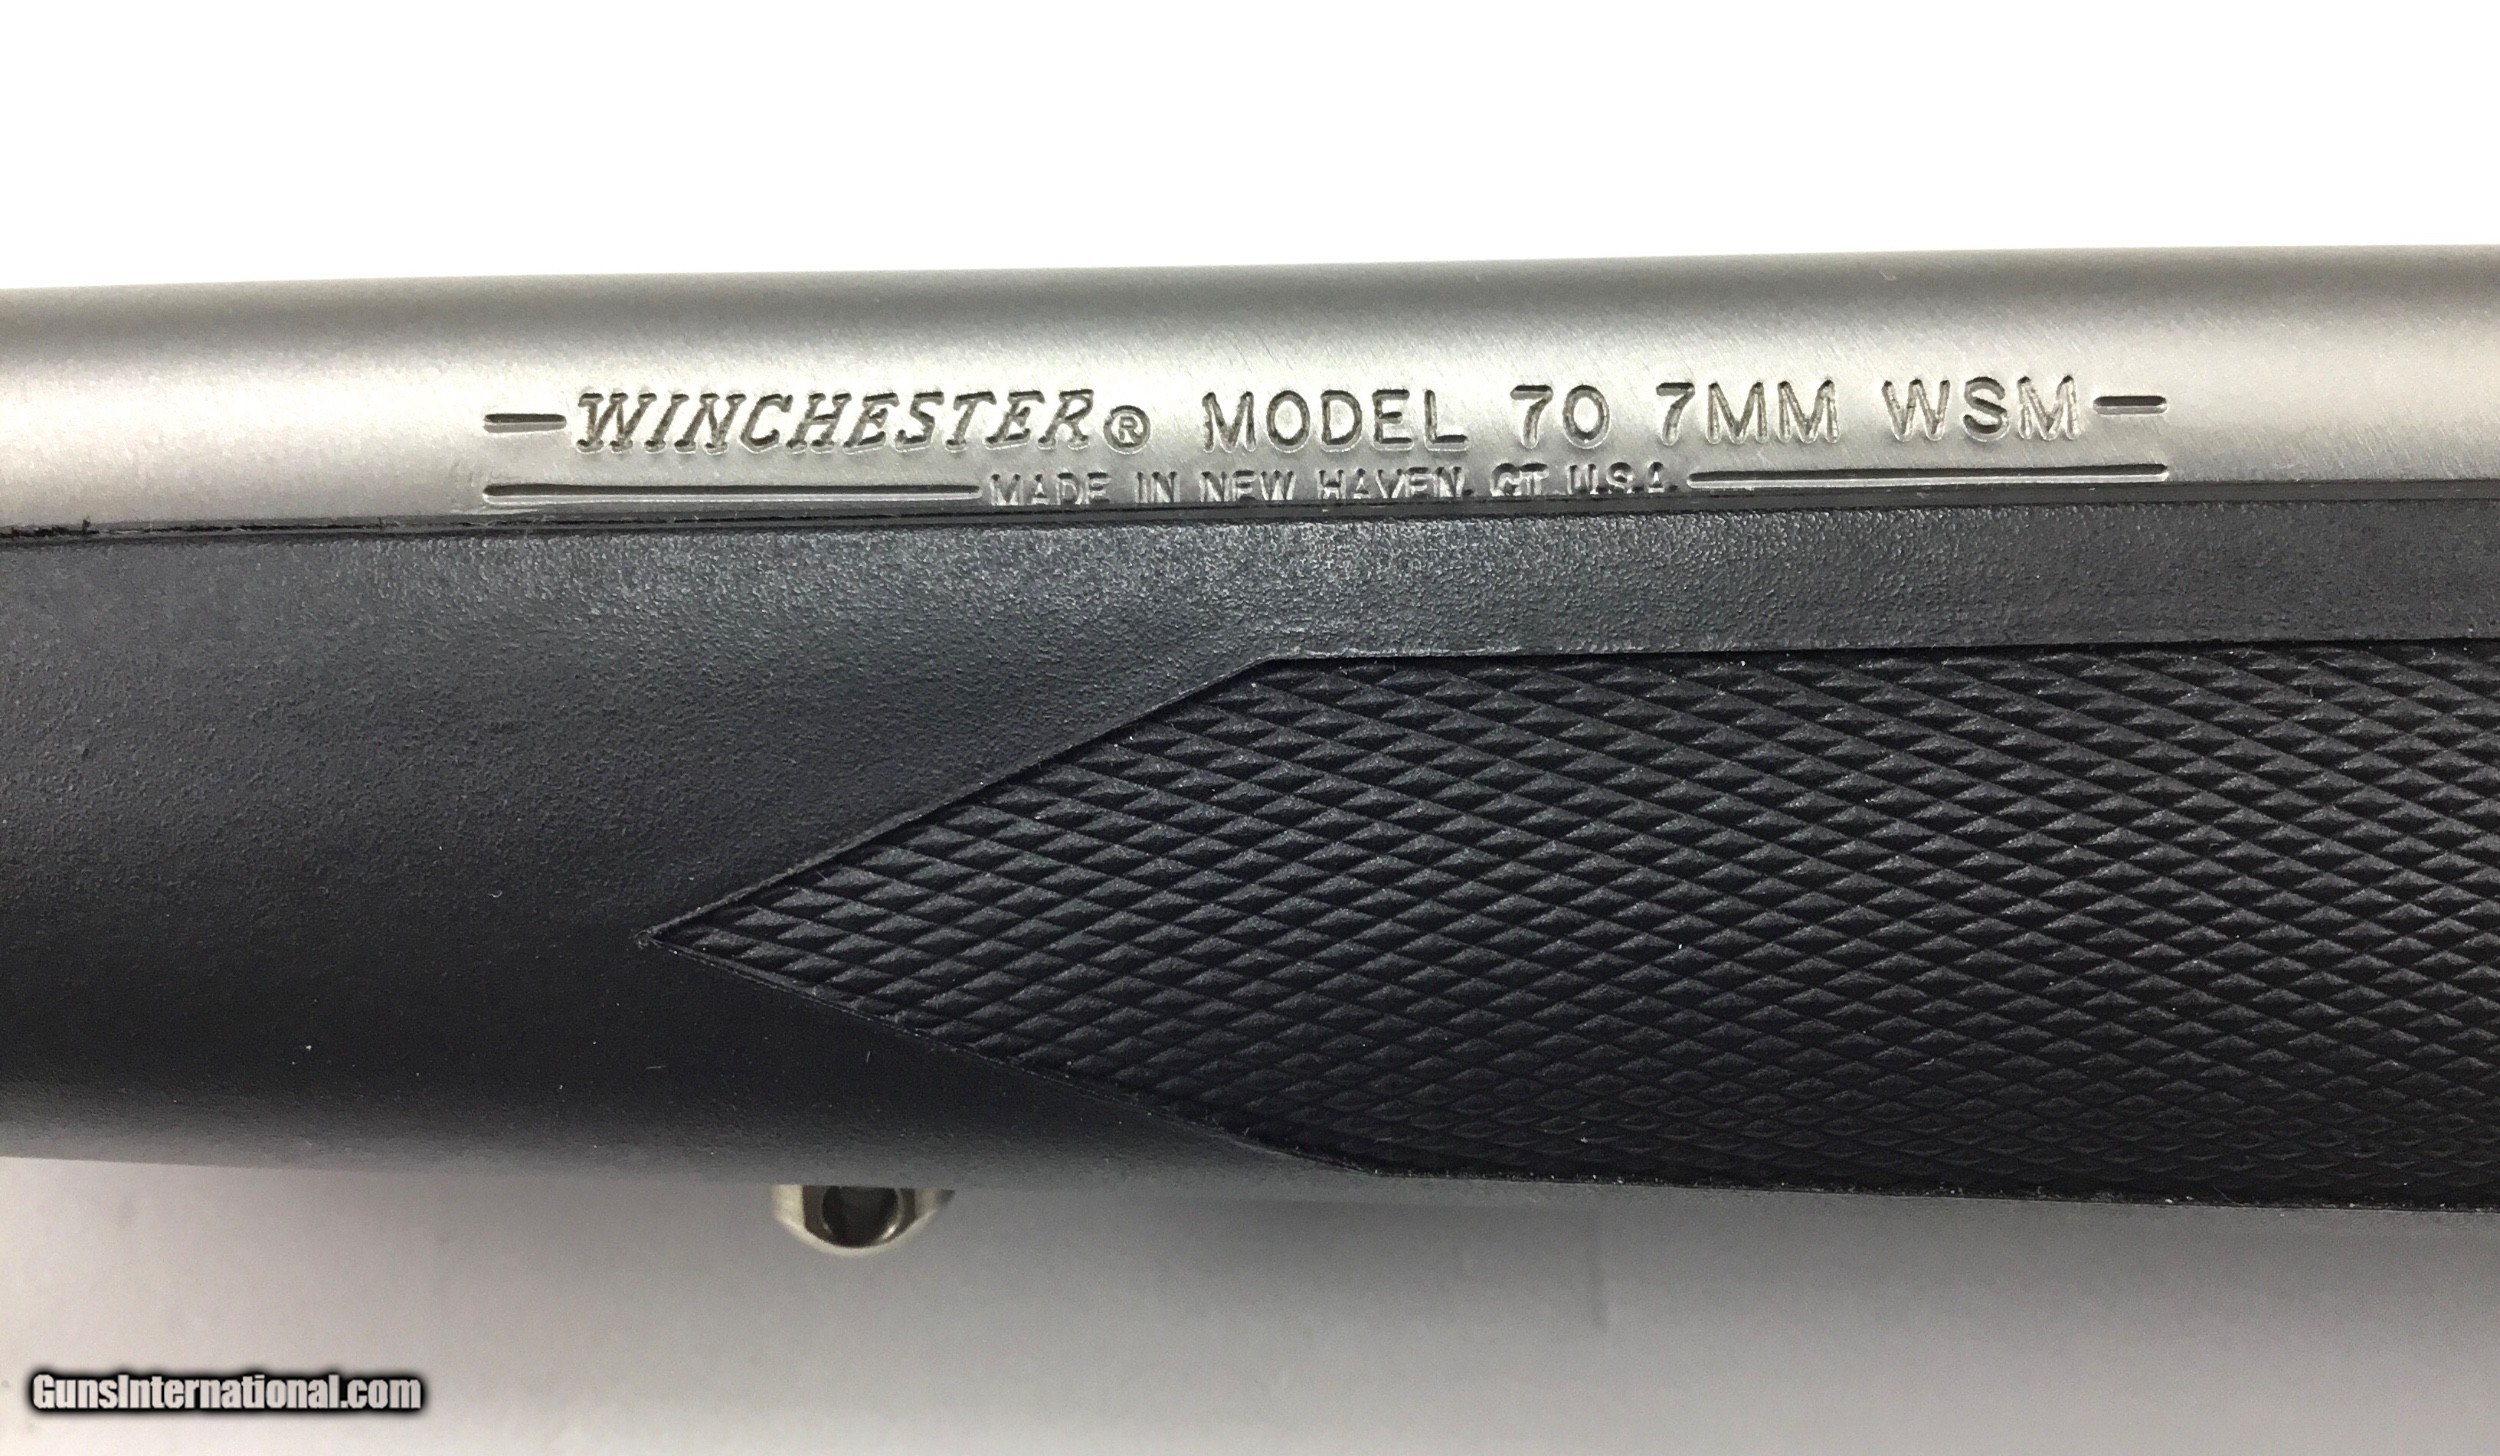 WINCHESTER® MODEL 70 7MM WSM
MADE IN NEW HAVEN, CT. U.S.A.
GunsInternational.com